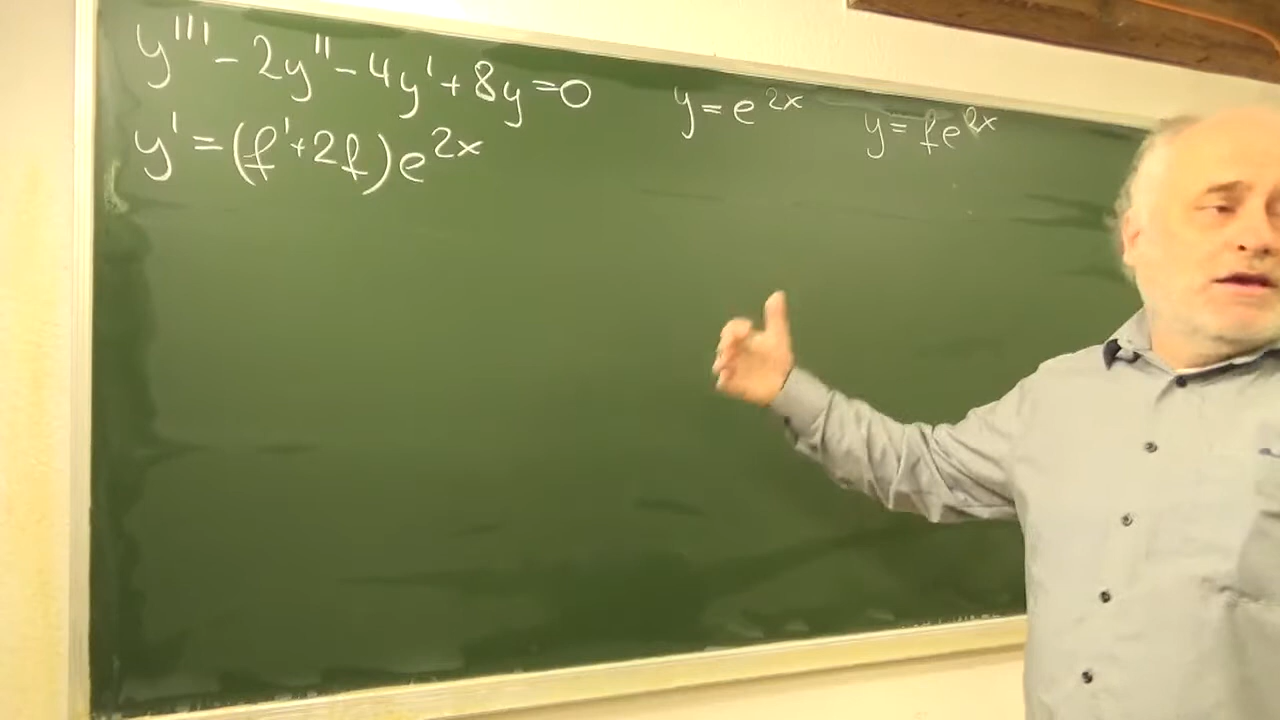 y''' - 2y'' - 4y' + 8y = 0
y = e^{2x}
y = fe^{2x}
y' = (f' + 2f)e^{2x}